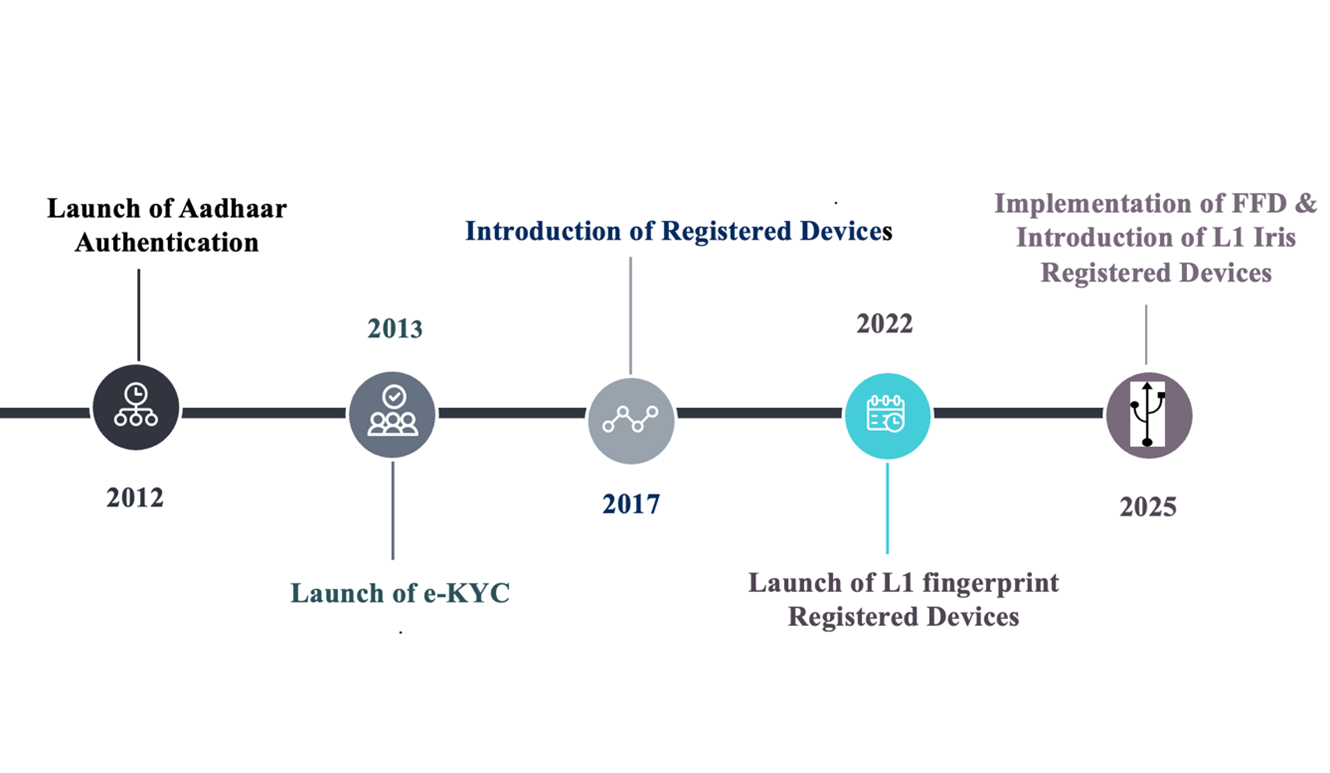 Launch of Aadhaar
Authentication
2012
2013
Launch of e-KYC
.
Introduction of Registered Devices
.
2017
2022
Launch of L1 fingerprint
Registered Devices
Implementation of FFD &
Introduction of L1 Iris
Registered Devices
2025